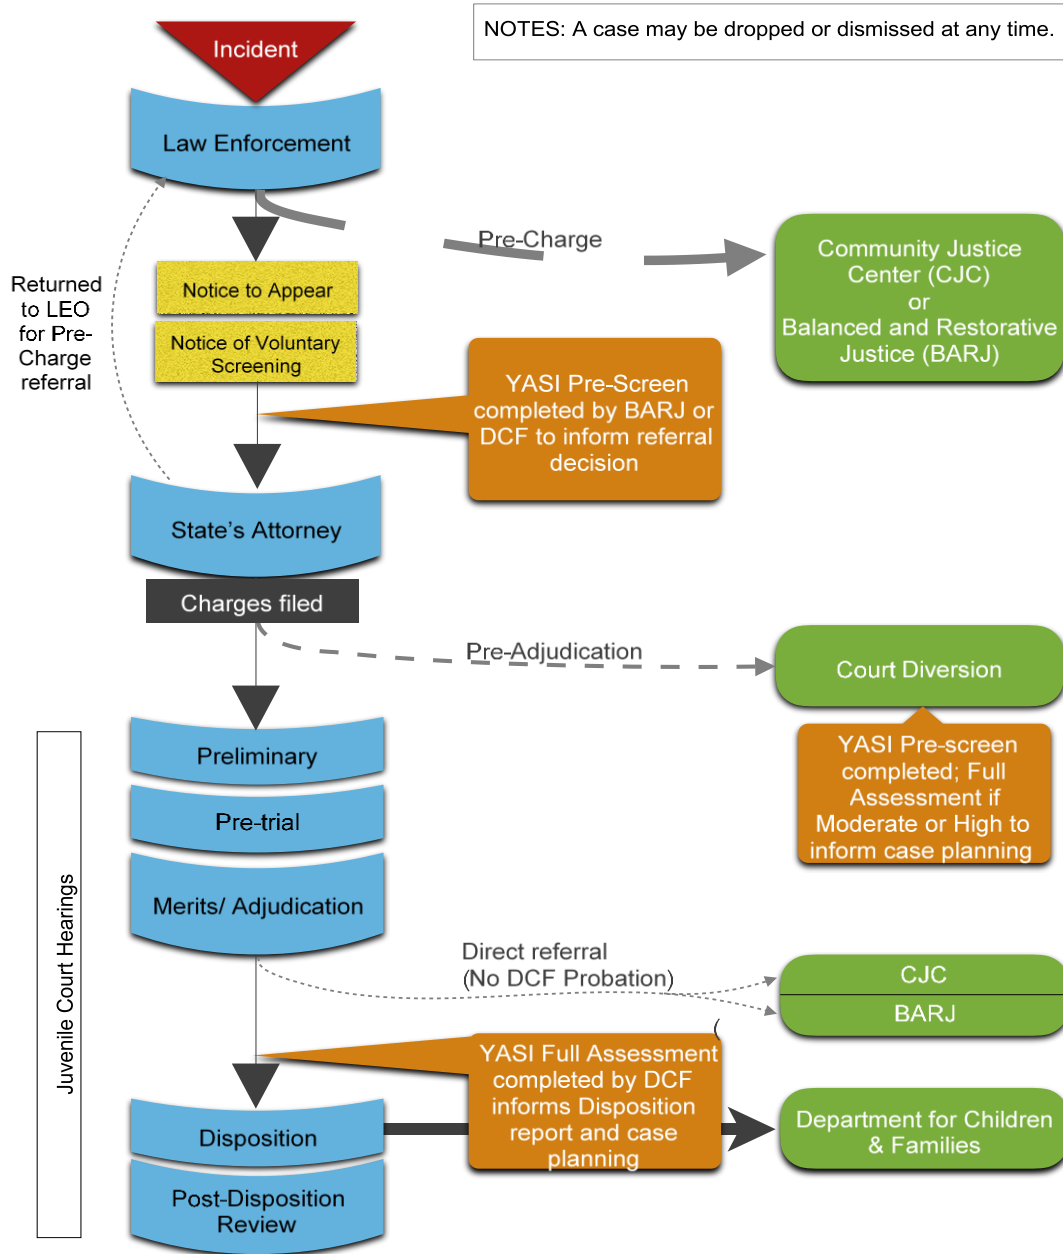 NOTES: A case may be dropped or dismissed at any time.
Incident
Law Enforcement
Pre-Charge
Community Justice
Center (CJC)
or
Balanced and Restorative
Justice (BARJ)
Returned
to LEO
for Pre-
Charge
referral
Notice to Appear
Notice of Voluntary
Screening
YASI Pre-Screen
completed by BARJ or
DCF to inform referral
decision
State’s Attorney
Charges filed
Pre-Adjudication
Court Diversion
YASI Pre-screen
completed; Full
Assessment if
Moderate or High to
inform case planning
Juvenile Court Hearings
Preliminary
Pre-trial
Merits/ Adjudication
Direct referral
(No DCF Probation)
CJC
BARJ
(
YASI Full Assessment
completed by DCF
informs Disposition
report and case
planning
Disposition
Department for Children
& Families
Post-Disposition
Review